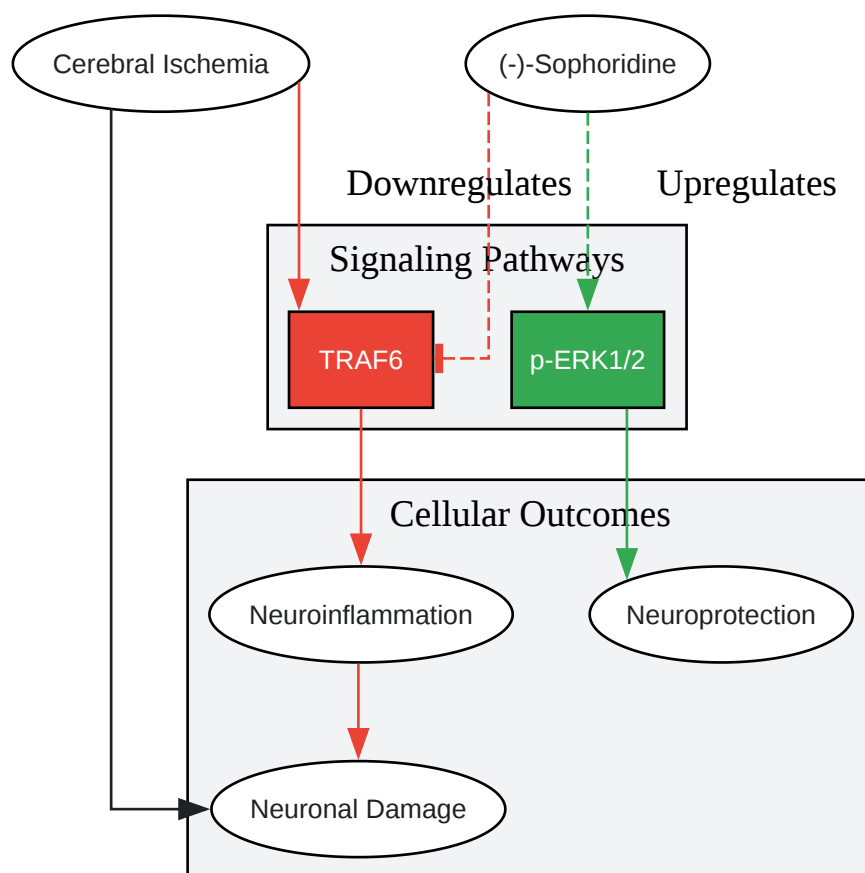 Cerebral Ischemia
(-)-Sophoridine
Downregulates
Upregulates
Signaling Pathways
TRAF6
p-ERK1/2
Cellular Outcomes
Neuroinflammation
Neuroprotection
Neuronal Damage